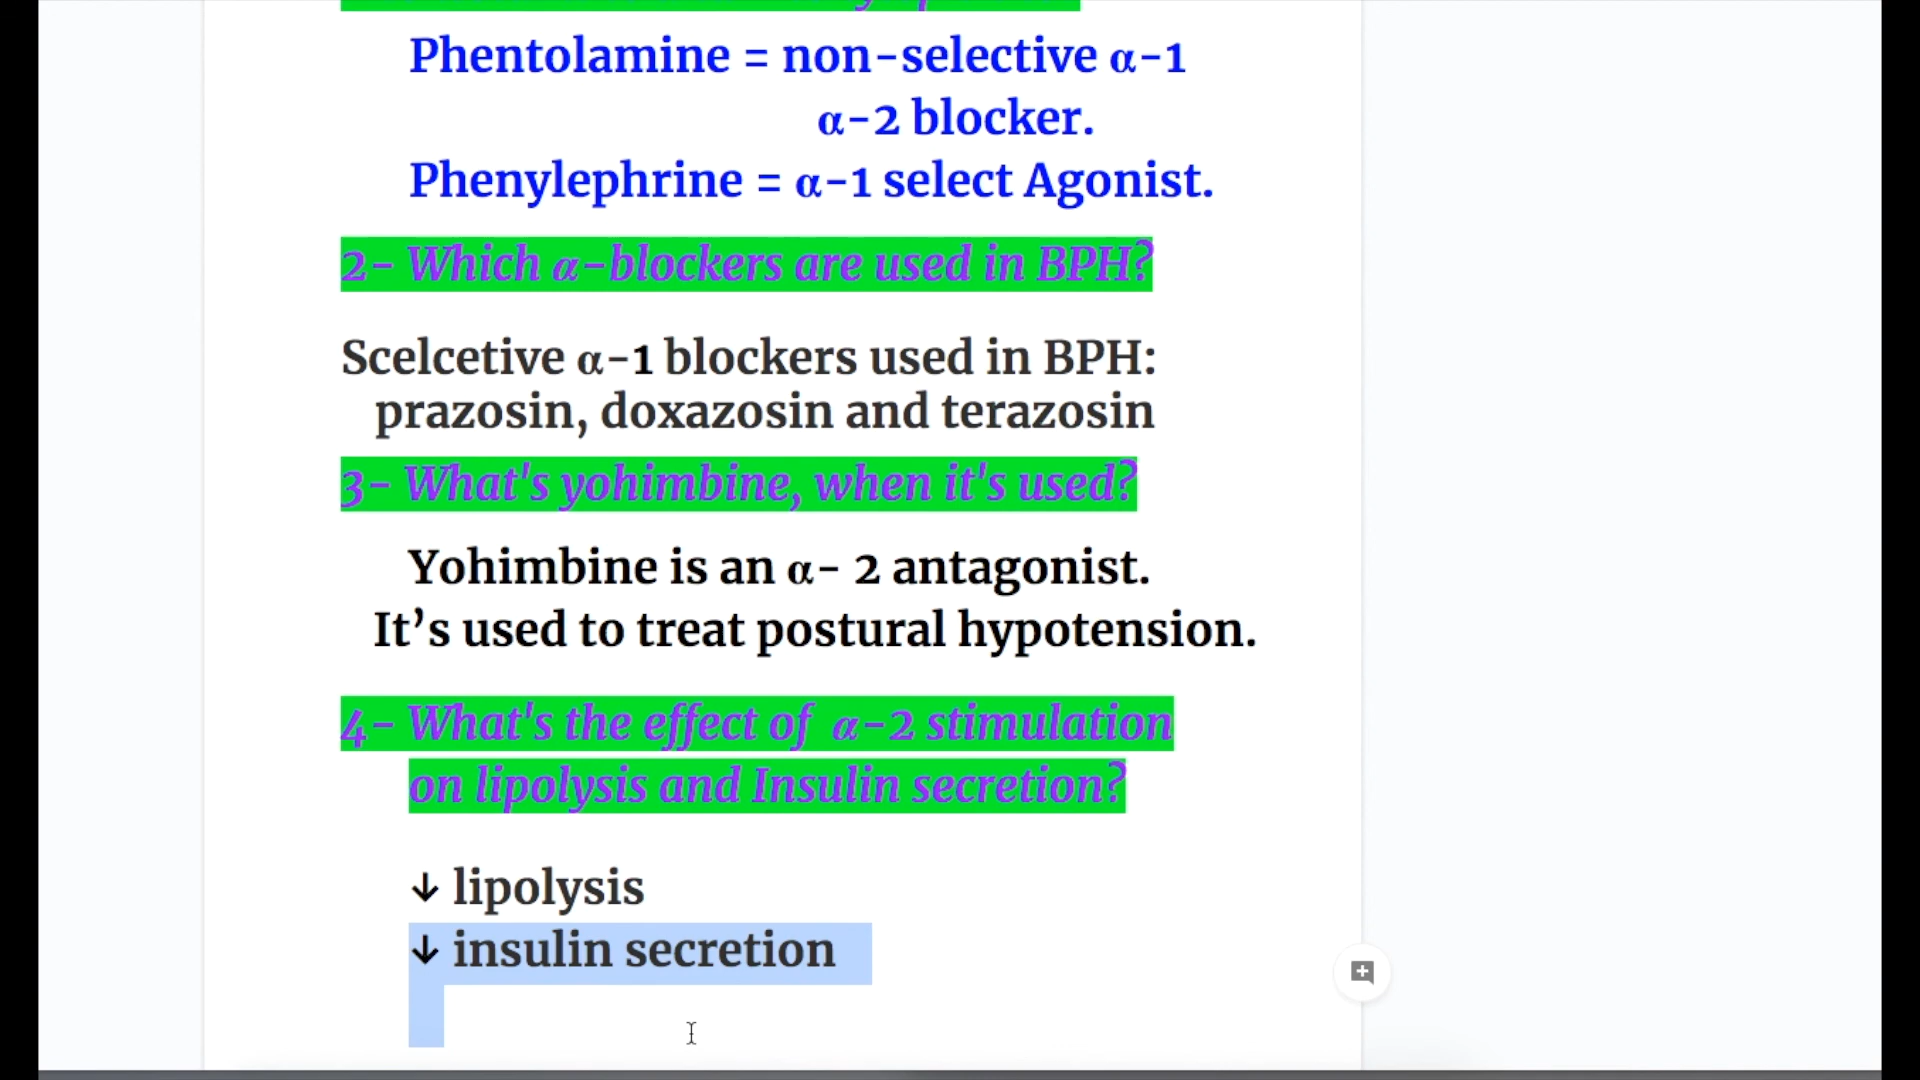 Phentolamine = non-selective α-1
α-2 blocker.
Phenylephrine = α-1 select Agonist.
2- Which α-blockers are used in BPH?
Scelcetive α-1 blockers used in BPH:
prazosin, doxazosin and terazosin
3- What's yohimbine, when it's used?
Yohimbine is an α- 2 antagonist.
It’s used to treat postural hypotension.
4- What's the effect of α-2 stimulation
on lipolysis and Insulin secretion?
↓ lipolysis
↓ insulin secretion